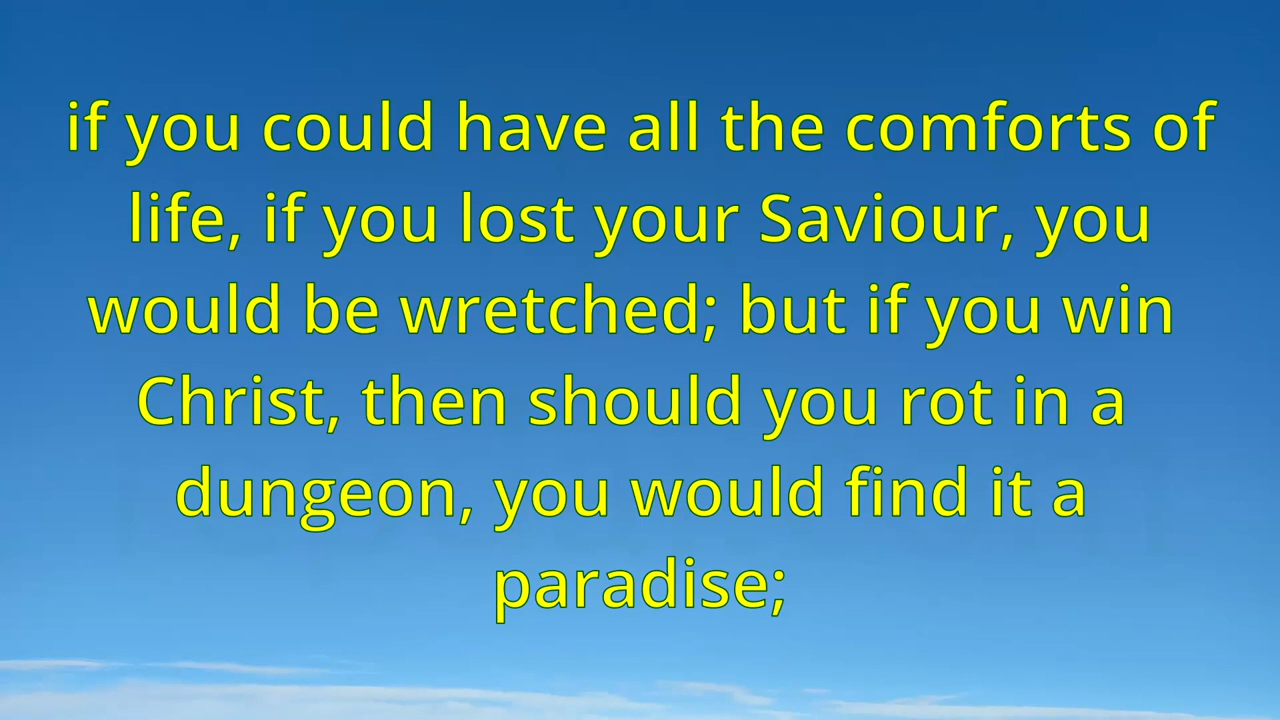 if you could have all the comforts of
life, if you lost your Saviour, you
would be wretched; but if you win
Christ, then should you rot in a
dungeon, you would find it a
paradise;